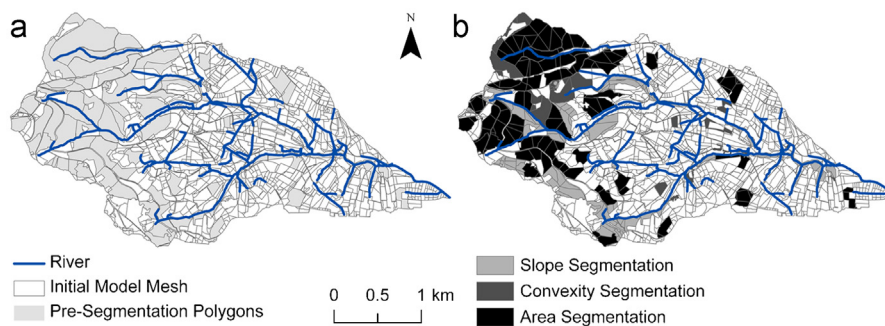 a
N
b
River
Initial Model Mesh
Pre-Segmentation Polygons
0 0.5 1 km
Slope Segmentation
Convexity Segmentation
Area Segmentation